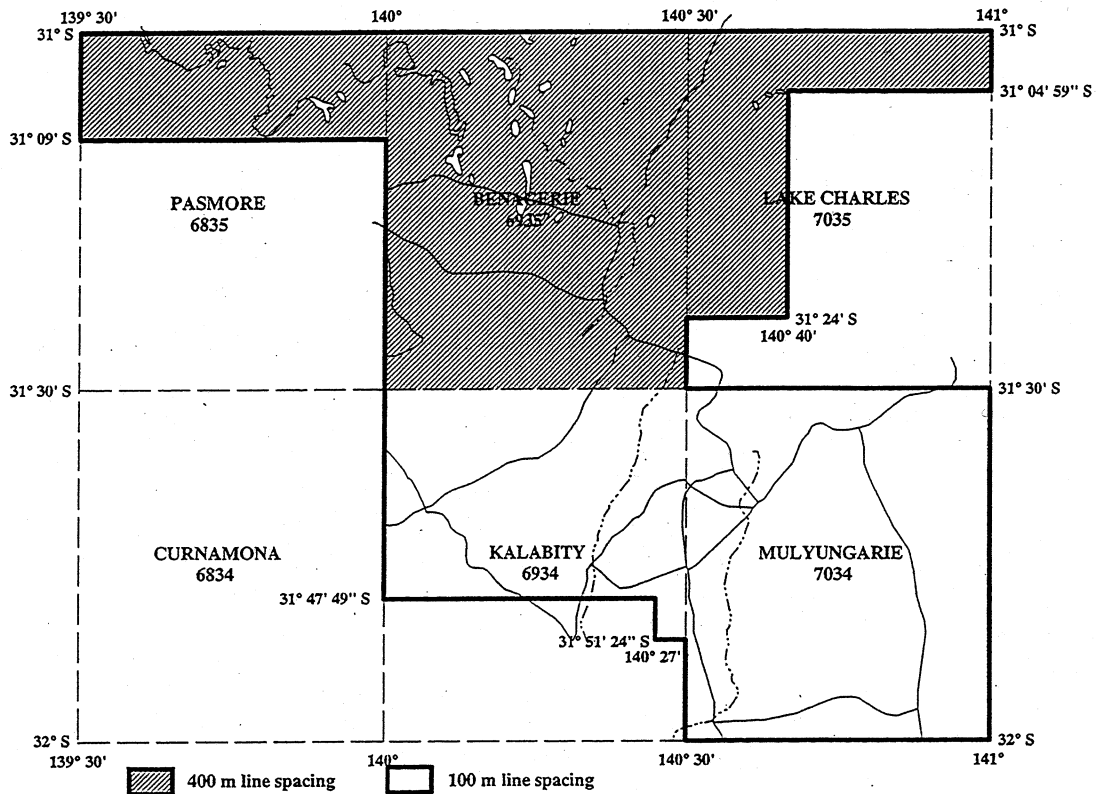 139° 30'
140°
140° 30'
141°
31° S
31° S
31° 04' 59" S
31° 09' S
PASMORE
6835
BENAGERIE
6935
LAKE CHARLES
7035
31° 24' S
140° 40'
31° 30' S
31° 30' S
CURNAMONA
6834
KALABITY
6934
MULYUNGARIE
7034
31° 47' 49" S
31° 51' 24" S
140° 27'
32° S
32° S
139° 30'
140°
140° 30'
141°
400 m line spacing
100 m line spacing